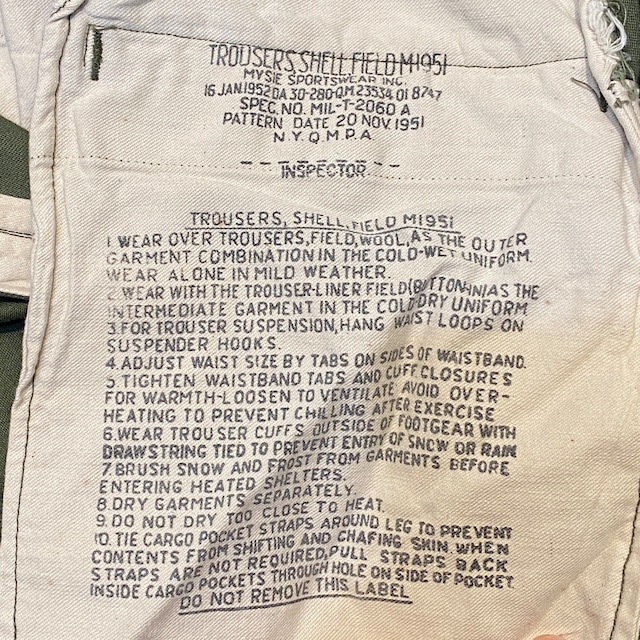 TROUSERS, SHELL, FIELD M1951
MYSIE SPORTSWEAR INC.
16 JAN.1952 DA 30-280-QM 23534 OI 8747
SPEC. NO. MIL-T-2060 A
PATTERN DATE 20 NOV. 1951
N.Y.Q.M.P.A.
INSPECTOR
TROUSERS, SHELL, FIELD M1951
1. WEAR OVER TROUSERS, FIELD, WOOL, AS THE OUTER
GARMENT COMBINATION IN THE COLD-WET UNIFORM.
WEAR ALONE IN MILD WEATHER.
2. WEAR WITH THE TROUSER-LINER FIELD (BUTTON-IN) AS THE
INTERMEDIATE GARMENT IN THE COLD-DRY UNIFORM
3. FOR TROUSER SUSPENSION, HANG WAIST LOOPS ON
SUSPENDER HOOKS.
4. ADJUST WAIST SIZE BY TABS ON SIDES OF WAISTBAND.
5. TIGHTEN WAISTBAND TABS AND CUFF CLOSURES
FOR WARMTH-LOOSEN TO VENTILATE AVOID OVER-
HEATING TO PREVENT CHILLING AFTER EXERCISE
6. WEAR TROUSER CUFFS OUTSIDE OF FOOTGEAR WITH
DRAWSTRING TIED TO PREVENT ENTRY OF SNOW OR RAIN
7. BRUSH SNOW AND FROST FROM GARMENTS BEFORE
ENTERING HEATED SHELTERS.
8. DRY GARMENTS SEPARATELY.
9. DO NOT DRY TOO CLOSE TO HEAT.
10. TIE CARGO POCKET STRAPS AROUND LEG TO PREVENT
CONTENTS FROM SHIFTING AND CHAFING SKIN. WHEN
STRAPS ARE NOT REQUIRED, PULL STRAPS BACK
INSIDE CARGO POCKETS THROUGH HOLE ON SIDE OF POCKET.
DO NOT REMOVE THIS LABEL